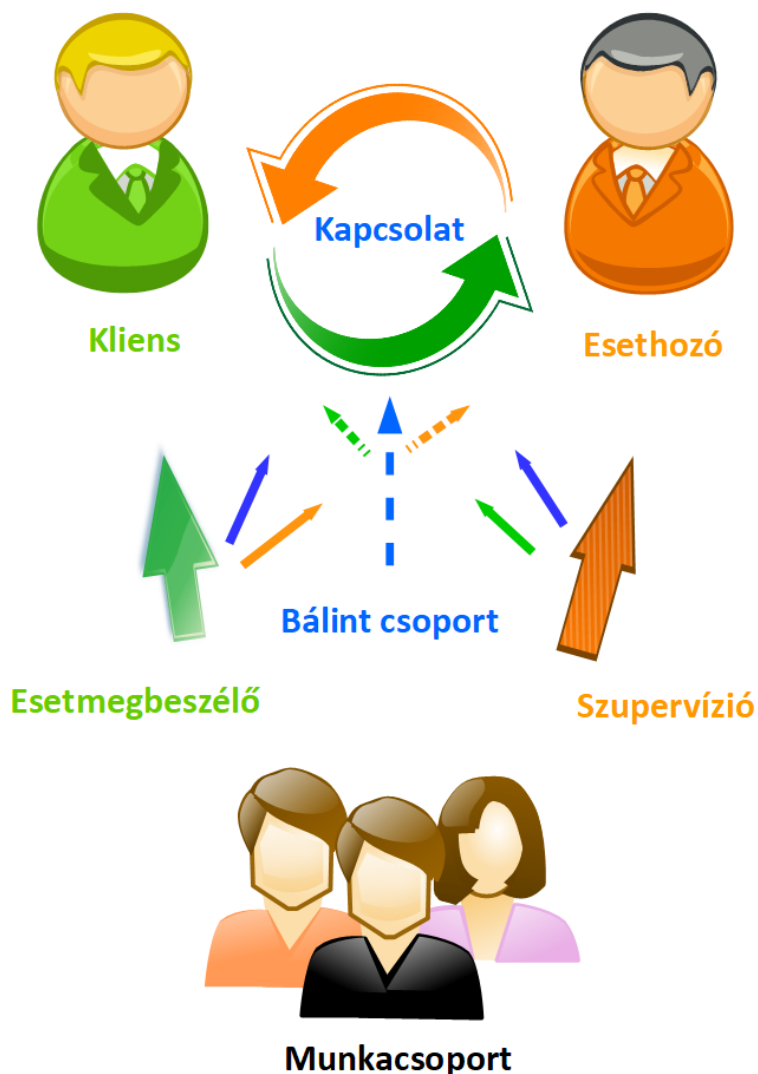 Kapcsolat
Kliens
Esethozó
Bálint csoport
Esetmegbeszélő
Szupervízió
Munkacsoport